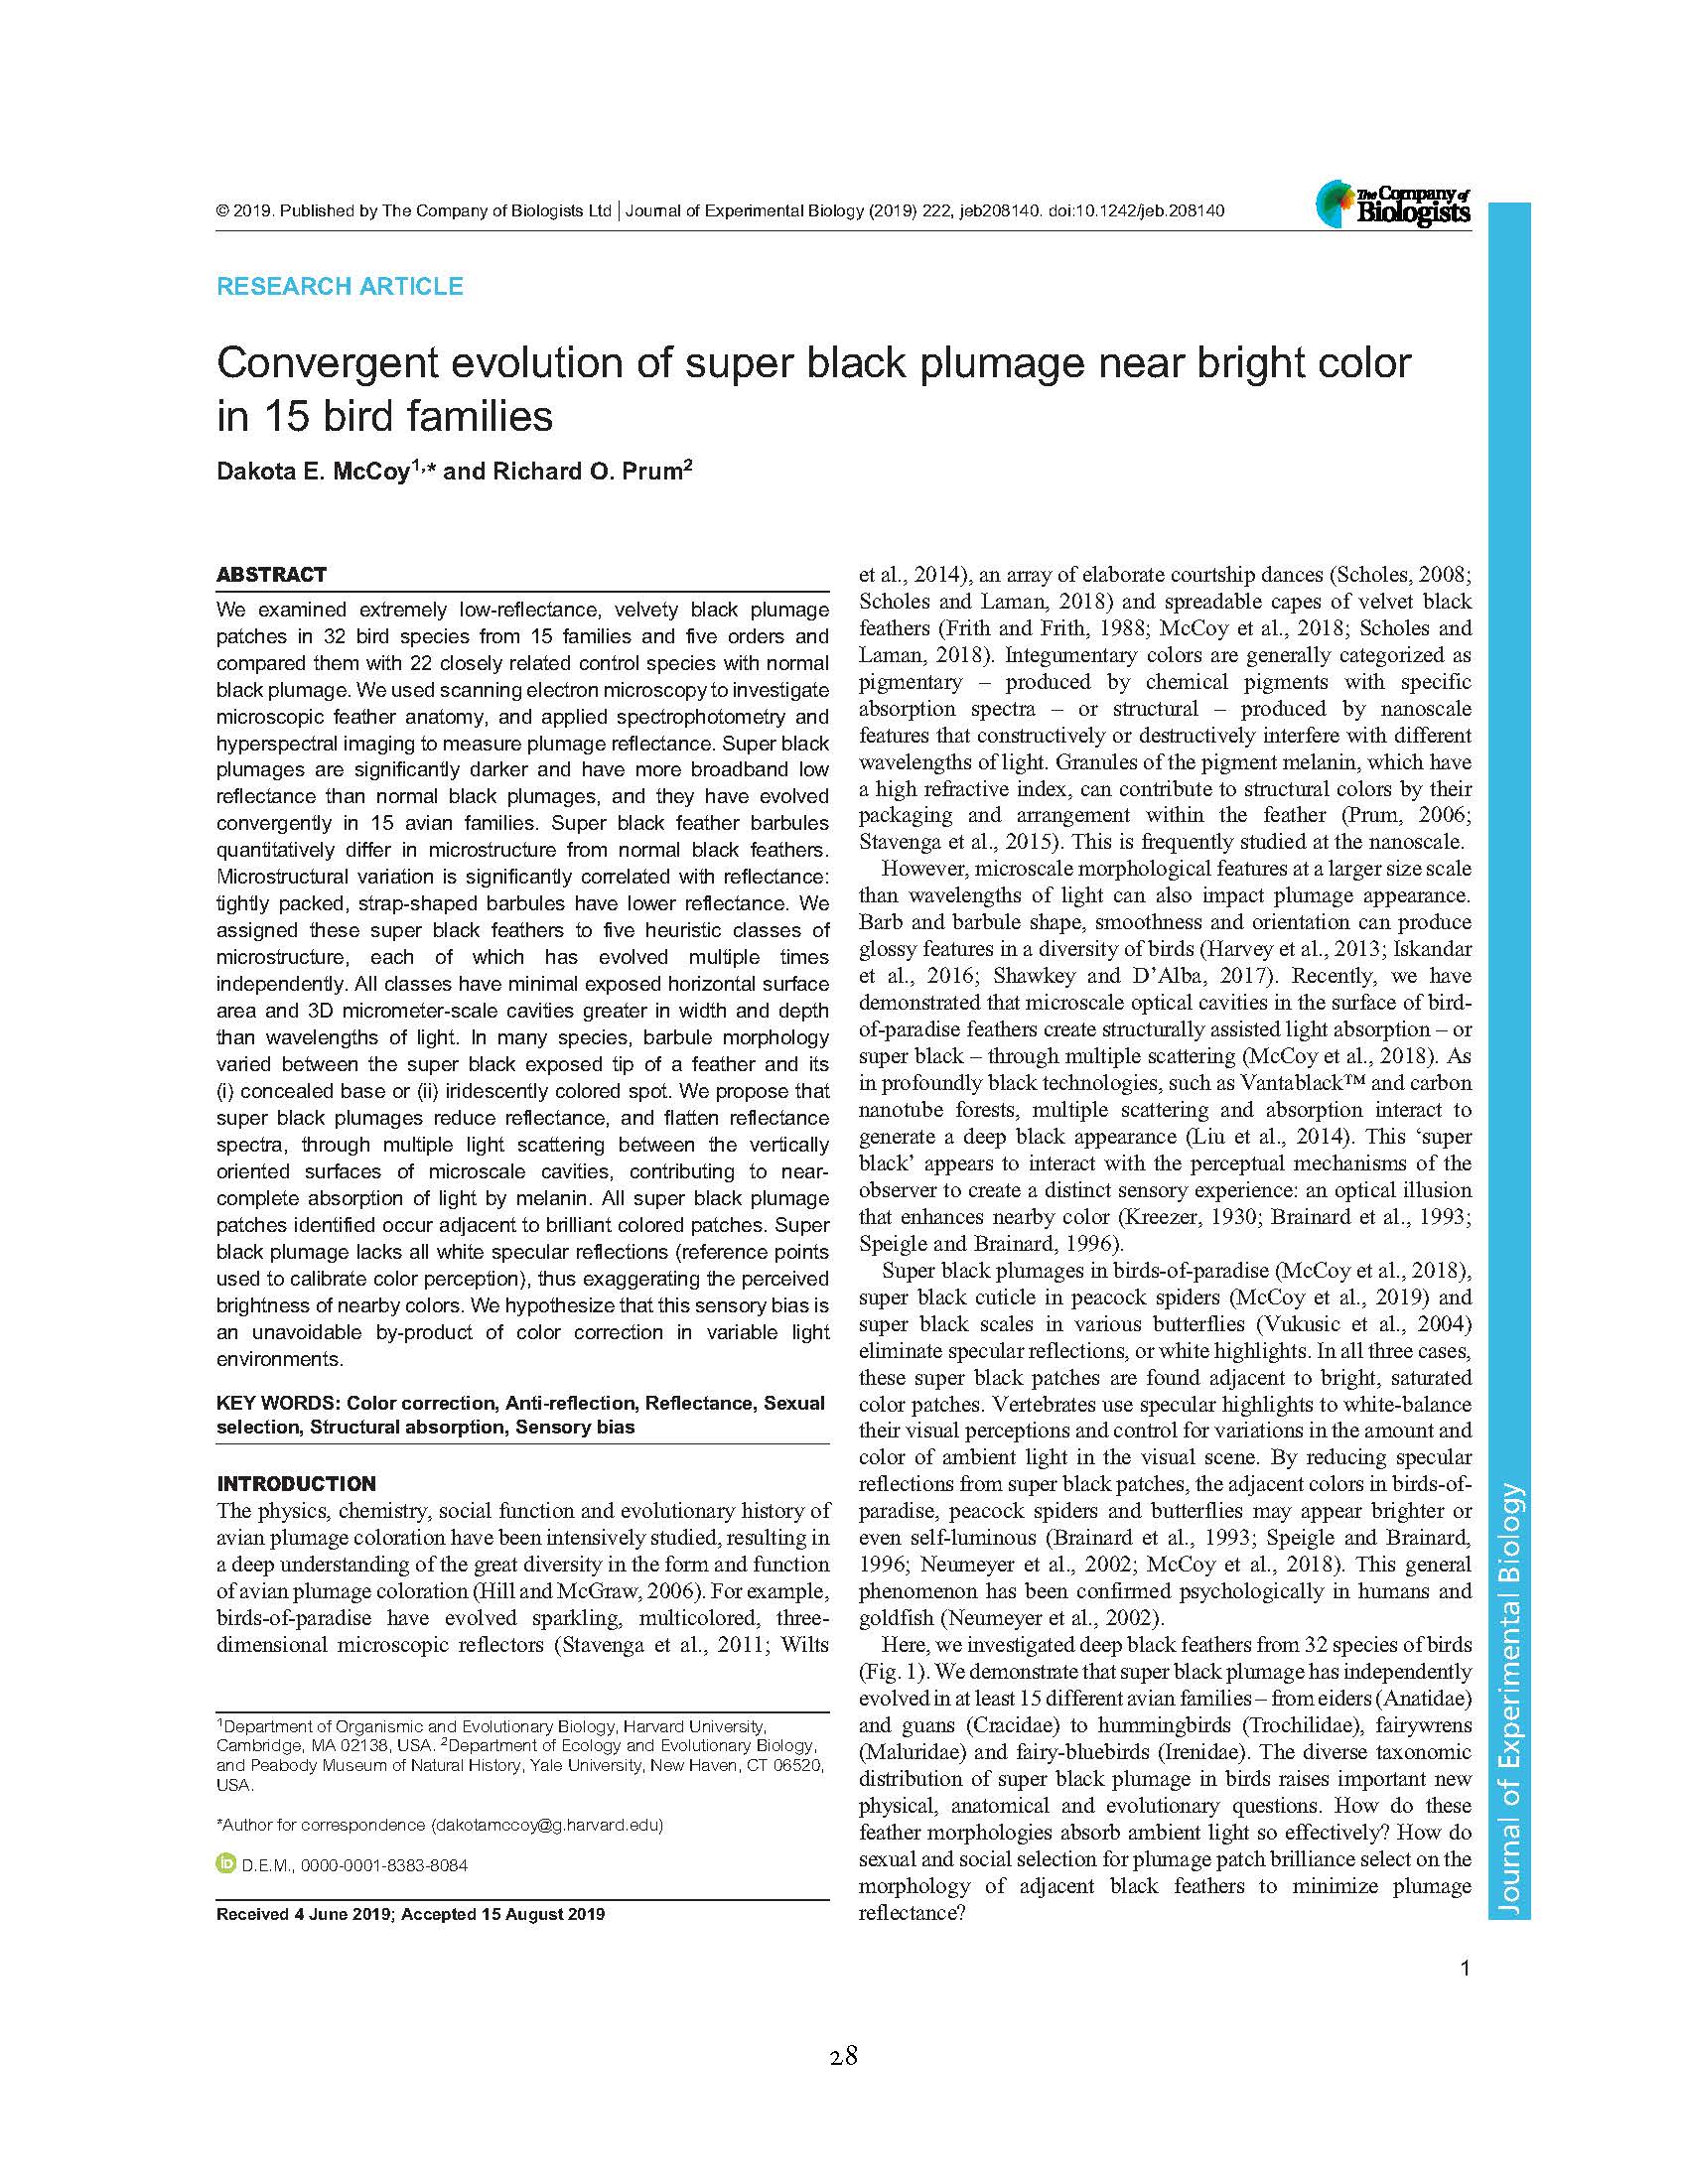 © 2019. Published by The Company of Biologists Ltd | Journal of Experimental Biology (2019) 222, jeb208140. doi:10.1242/jeb.208140
The Company of
Biologists
RESEARCH ARTICLE
Convergent evolution of super black plumage near bright color
in 15 bird families
Dakota E. McCoy1,* and Richard O. Prum2
ABSTRACT
We examined extremely low-reflectance, velvety black plumage
patches in 32 bird species from 15 families and five orders and
compared them with 22 closely related control species with normal
black plumage. We used scanning electron microscopy to investigate
microscopic feather anatomy, and applied spectrophotometry and
hyperspectral imaging to measure plumage reflectance. Super black
plumages are significantly darker and have more broadband low
reflectance than normal black plumages, and they have evolved
convergently in 15 avian families. Super black feather barbules
quantitatively differ in microstructure from normal black feathers.
Microstructural variation is significantly correlated with reflectance:
tightly packed, strap-shaped barbules have lower reflectance. We
assigned these super black feathers to five heuristic classes of
microstructure, each of which has evolved multiple times
independently. All classes have minimal exposed horizontal surface
area and 3D micrometer-scale cavities greater in width and depth
than wavelengths of light. In many species, barbule morphology
varied between the super black exposed tip of a feather and its
(i) concealed base or (ii) iridescently colored spot. We propose that
super black plumages reduce reflectance, and flatten reflectance
spectra, through multiple light scattering between the vertically
oriented surfaces of microscale cavities, contributing to near-
complete absorption of light by melanin. All super black plumage
patches identified occur adjacent to brilliant colored patches. Super
black plumage lacks all white specular reflections (reference points
used to calibrate color perception), thus exaggerating the perceived
brightness of nearby colors. We hypothesize that this sensory bias is
an unavoidable by-product of color correction in variable light
environments.
KEY WORDS: Color correction, Anti-reflection, Reflectance, Sexual
selection, Structural absorption, Sensory bias
INTRODUCTION
The physics, chemistry, social function and evolutionary history of
avian plumage coloration have been intensively studied, resulting in
a deep understanding of the great diversity in the form and function
of avian plumage coloration (Hill and McGraw, 2006). For example,
birds-of-paradise have evolved sparkling, multicolored, three-
dimensional microscopic reflectors (Stavenga et al., 2011; Wilts
1Department of Organismic and Evolutionary Biology, Harvard University,
Cambridge, MA 02138, USA. 2Department of Ecology and Evolutionary Biology,
and Peabody Museum of Natural History, Yale University, New Haven, CT 06520,
USA.
*Author for correspondence (dakotamccoy@g.harvard.edu)
iD D.E.M., 0000-0001-8383-8084
Received 4 June 2019; Accepted 15 August 2019
et al., 2014), an array of elaborate courtship dances (Scholes, 2008;
Scholes and Laman, 2018) and spreadable capes of velvet black
feathers (Frith and Frith, 1988; McCoy et al., 2018; Scholes and
Laman, 2018). Integumentary colors are generally categorized as
pigmentary – produced by chemical pigments with specific
absorption spectra – or structural – produced by nanoscale
features that constructively or destructively interfere with different
wavelengths of light. Granules of the pigment melanin, which have
a high refractive index, can contribute to structural colors by their
packaging and arrangement within the feather (Prum, 2006;
Stavenga et al., 2015). This is frequently studied at the nanoscale.
However, microscale morphological features at a larger size scale
than wavelengths of light can also impact plumage appearance.
Barb and barbule shape, smoothness and orientation can produce
glossy features in a diversity of birds (Harvey et al., 2013; Iskandar
et al., 2016; Shawkey and D’Alba, 2017). Recently, we have
demonstrated that microscale optical cavities in the surface of bird-
of-paradise feathers create structurally assisted light absorption – or
super black – through multiple scattering (McCoy et al., 2018). As
in profoundly black technologies, such as Vantablack™ and carbon
nanotube forests, multiple scattering and absorption interact to
generate a deep black appearance (Liu et al., 2014). This ‘super
black’ appears to interact with the perceptual mechanisms of the
observer to create a distinct sensory experience: an optical illusion
that enhances nearby color (Kreezer, 1930; Brainard et al., 1993;
Speigle and Brainard, 1996).
Super black plumages in birds-of-paradise (McCoy et al., 2018),
super black cuticle in peacock spiders (McCoy et al., 2019) and
super black scales in various butterflies (Vukusic et al., 2004)
eliminate specular reflections, or white highlights. In all three cases,
these super black patches are found adjacent to bright, saturated
color patches. Vertebrates use specular highlights to white-balance
their visual perceptions and control for variations in the amount and
color of ambient light in the visual scene. By reducing specular
reflections from super black patches, the adjacent colors in birds-of-
paradise, peacock spiders and butterflies may appear brighter or
even self-luminous (Brainard et al., 1993; Speigle and Brainard,
1996; Neumeyer et al., 2002; McCoy et al., 2018). This general
phenomenon has been confirmed psychologically in humans and
goldfish (Neumeyer et al., 2002).
Here, we investigated deep black feathers from 32 species of birds
(Fig. 1). We demonstrate that super black plumage has independently
evolved in at least 15 different avian families – from eiders (Anatidae)
and guans (Cracidae) to hummingbirds (Trochilidae), fairywrens
(Maluridae) and fairy-bluebirds (Irenidae). The diverse taxonomic
distribution of super black plumage in birds raises important new
physical, anatomical and evolutionary questions. How do these
feather morphologies absorb ambient light so effectively? How do
sexual and social selection for plumage patch brilliance select on the
morphology of adjacent black feathers to minimize plumage
reflectance?
Journal of Experimental Biology
1
28